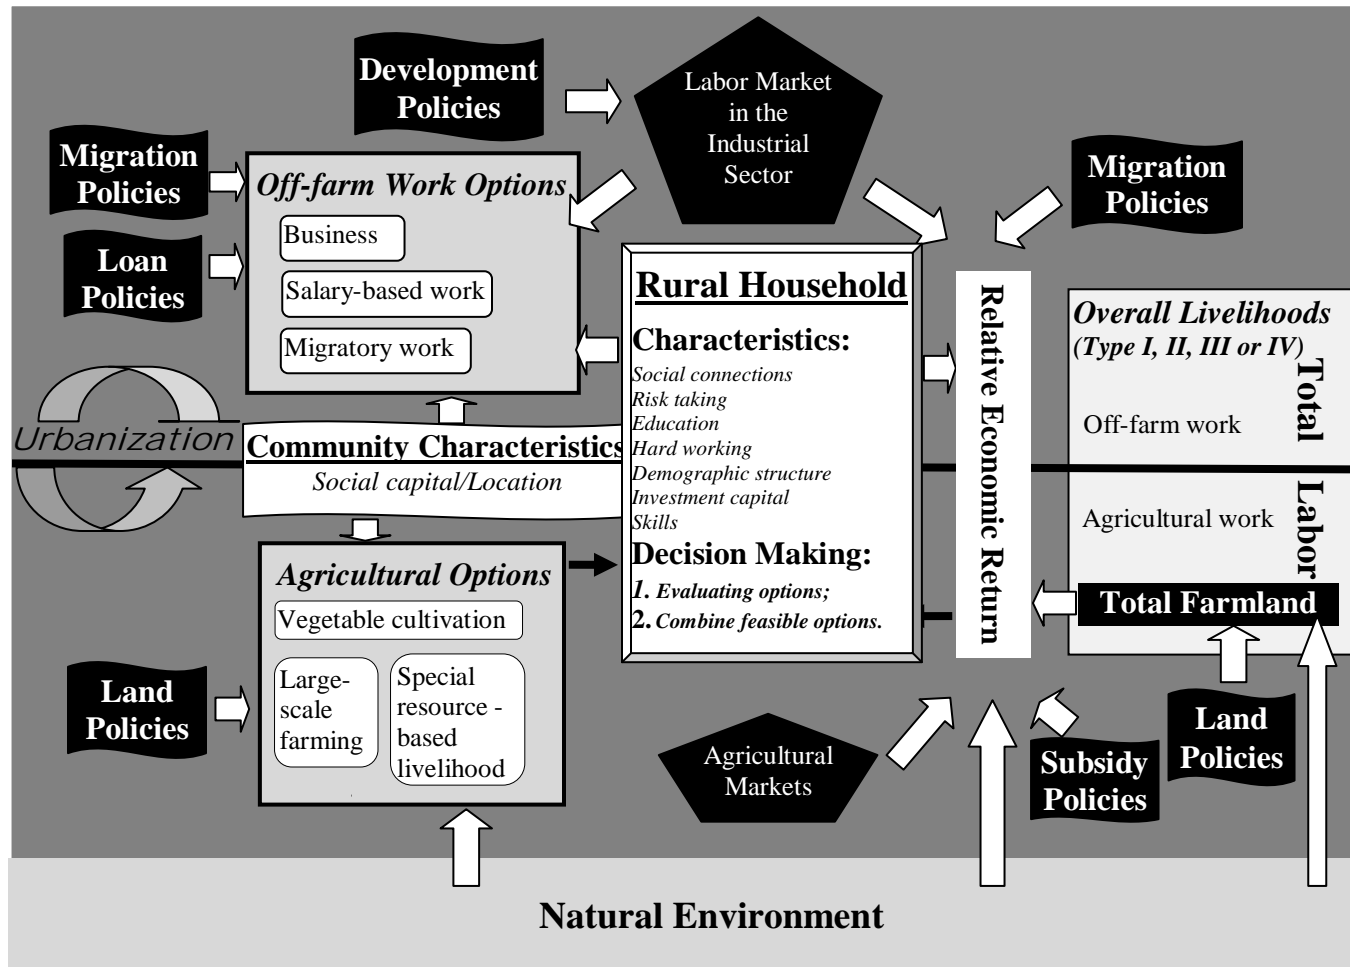 Development
Policies
Labor Market
in the
Industrial
Sector
Migration
Policies
Migration
Policies
Off-farm Work Options
Business
Salary-based work
Migratory work
Loan
Policies
Urbanization
Community Characteristics
Social capital/Location
Rural Household
Characteristics:
Social connections
Risk taking
Education
Hard working
Demographic structure
Investment capital
Skills
Decision Making:
1. Evaluating options;
2. Combine feasible options.
Relative Economic Return
Overall Livelihoods
(Type I, II, III or IV)
Off-farm work
Agricultural work
Total Labor
Total Farmland
Agricultural Options
Vegetable cultivation
Large-
scale
farming
Special
resource -
based
livelihood
Land
Policies
Agricultural
Markets
Subsidy
Policies
Land
Policies
Natural Environment